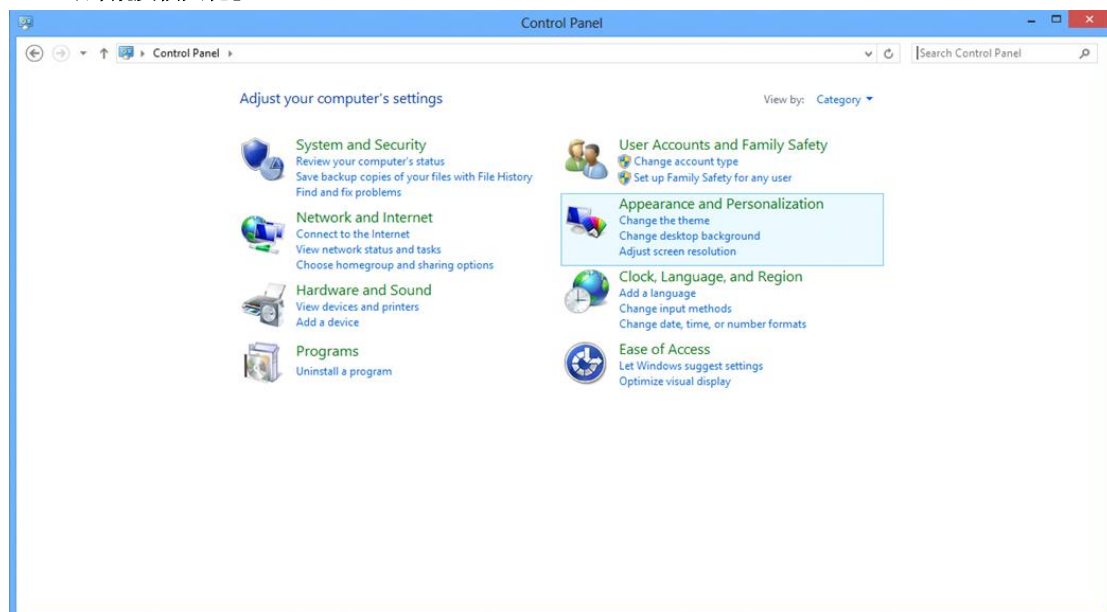 Control Panel
Control Panel
Search Control Panel
Adjust your computer's settings
View by: Category
System and Security
Review your computer's status
Save backup copies of your files with File History
Find and fix problems
Network and Internet
Connect to the Internet
View network status and tasks
Choose homegroup and sharing options
Hardware and Sound
View devices and printers
Add a device
Programs
Uninstall a program
User Accounts and Family Safety
Change account type
Set up Family Safety for any user
Appearance and Personalization
Change the theme
Change desktop background
Adjust screen resolution
Clock, Language, and Region
Add a language
Change input methods
Change date, time, or number formats
Ease of Access
Let Windows suggest settings
Optimize visual display